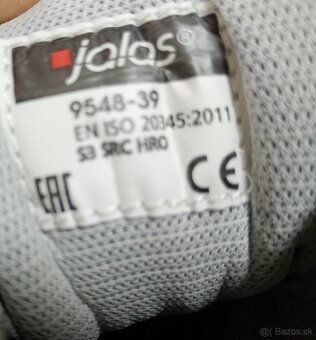 jalas®
9548-39
EN ISO 20345:2011
S3 SRC HRO
EAC CE
© Bazos.sk